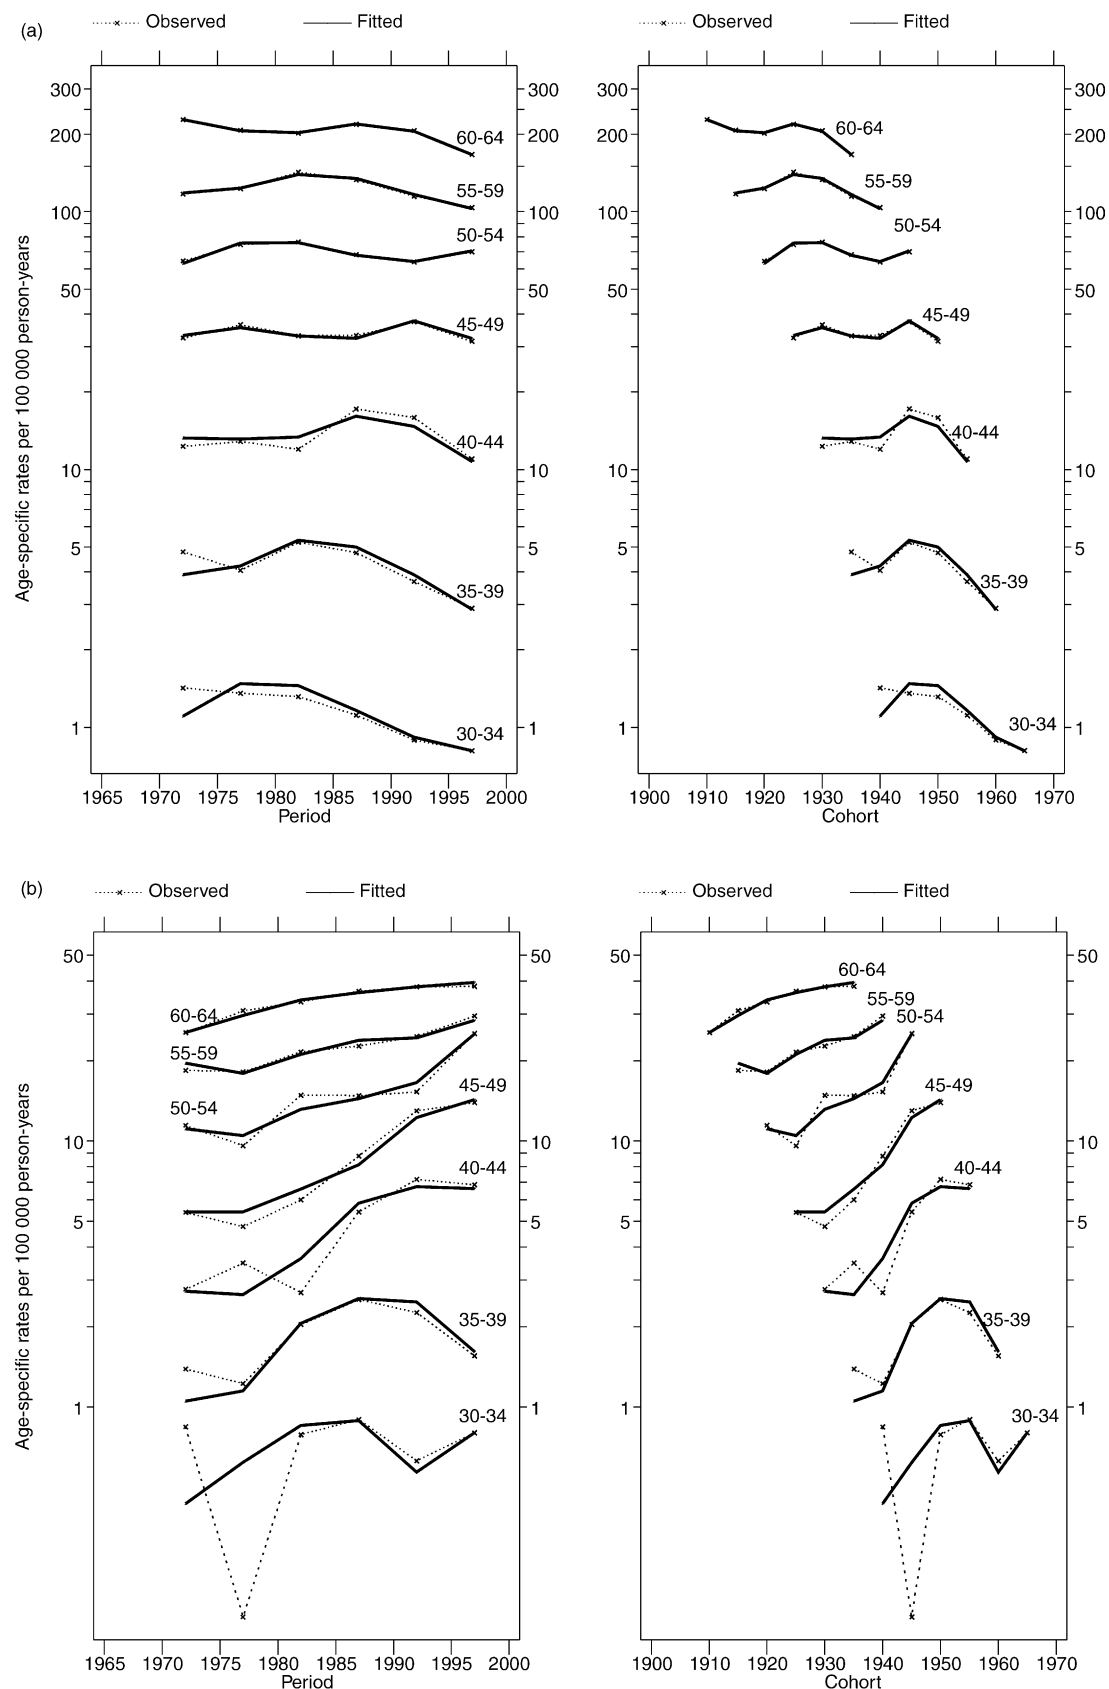 (a)
Observed Fitted Observed Fitted
300 300 300 300
200 200 200 200
100 100 100 100
50 50 50 50
10 10 10 10
5 5 5 5
1 1 1 1
60-64 60-64
55-59 55-59
50-54 50-54
45-49 45-49
40-44 40-44
35-39 35-39
30-34 30-34
Age-specific rates per 100 000 person-years
1965 1970 1975 1980 1985 1990 1995 2000 1900 1910 1920 1930 1940 1950 1960 1970
Period Cohort
(b)
Observed Fitted Observed Fitted
50 50 50 50
10 10 10 10
5 5 5 5
1 1 1 1
60-64 60-64
55-59 55-59
50-54 50-54
45-49 45-49
40-44 40-44
35-39 35-39
30-34 30-34
Age-specific rates per 100 000 person-years
1965 1970 1975 1980 1985 1990 1995 2000 1900 1910 1920 1930 1940 1950 1960 1970
Period Cohort